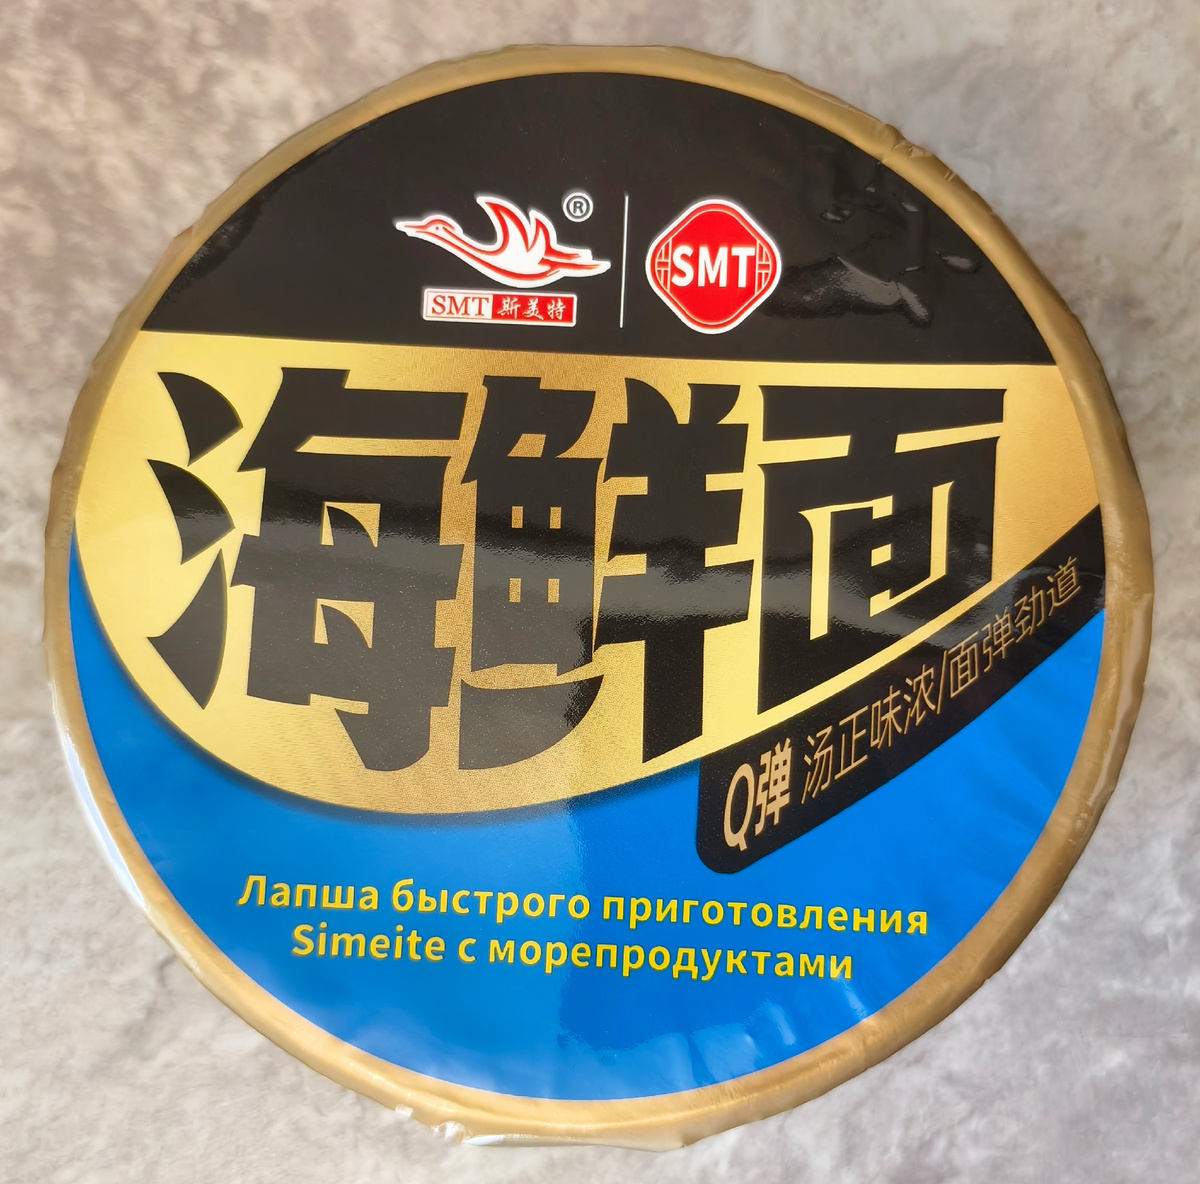 ®
SMT 斯美特
SMT
海鲜面
Q弹 汤正味浓/面弹劲道
Лапша быстрого приготовления
Simeite с морепродуктами